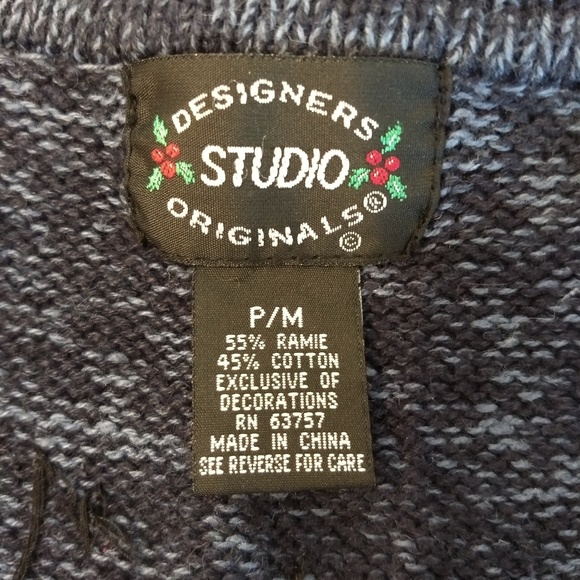 DESIGNERS
STUDIO
ORIGINALS®
©
P/M
55% RAMIE
45% COTTON
EXCLUSIVE OF
DECORATIONS
RN 63757
MADE IN CHINA
SEE REVERSE FOR CARE